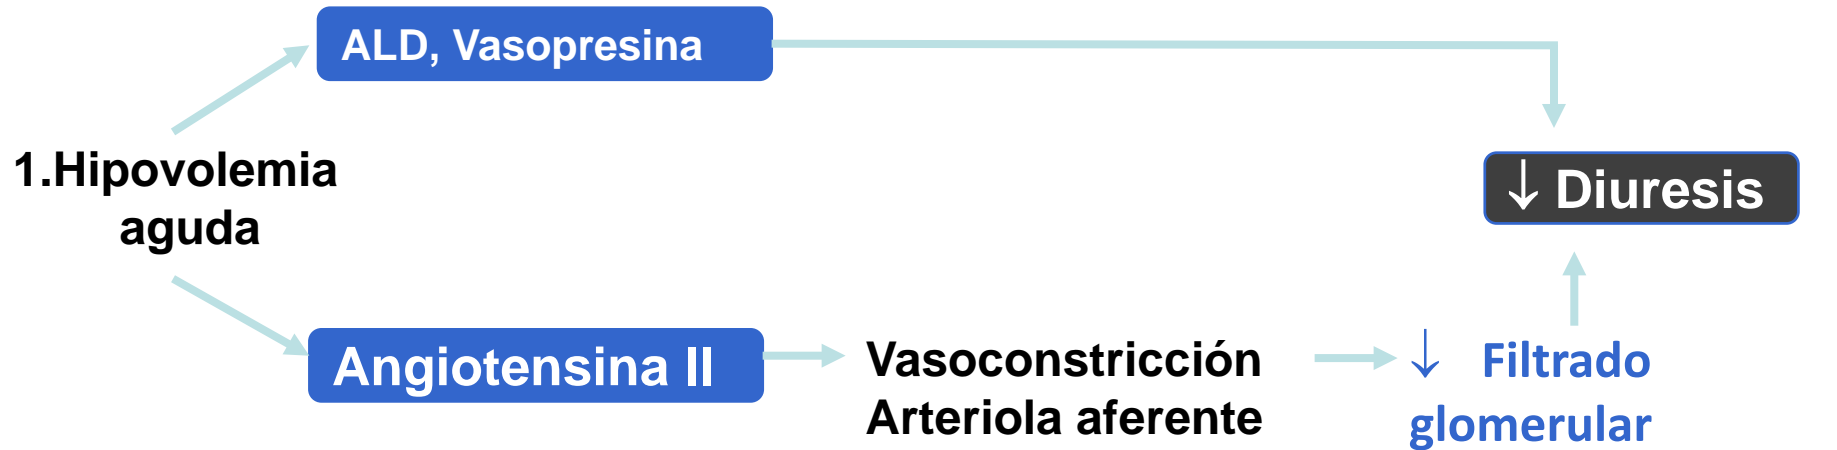 ALD, Vasopresina
1.Hipovolemia
aguda
↓ Diuresis
Angiotensina II
Vasoconstricción
Arteriola aferente
↓ Filtrado
glomerular